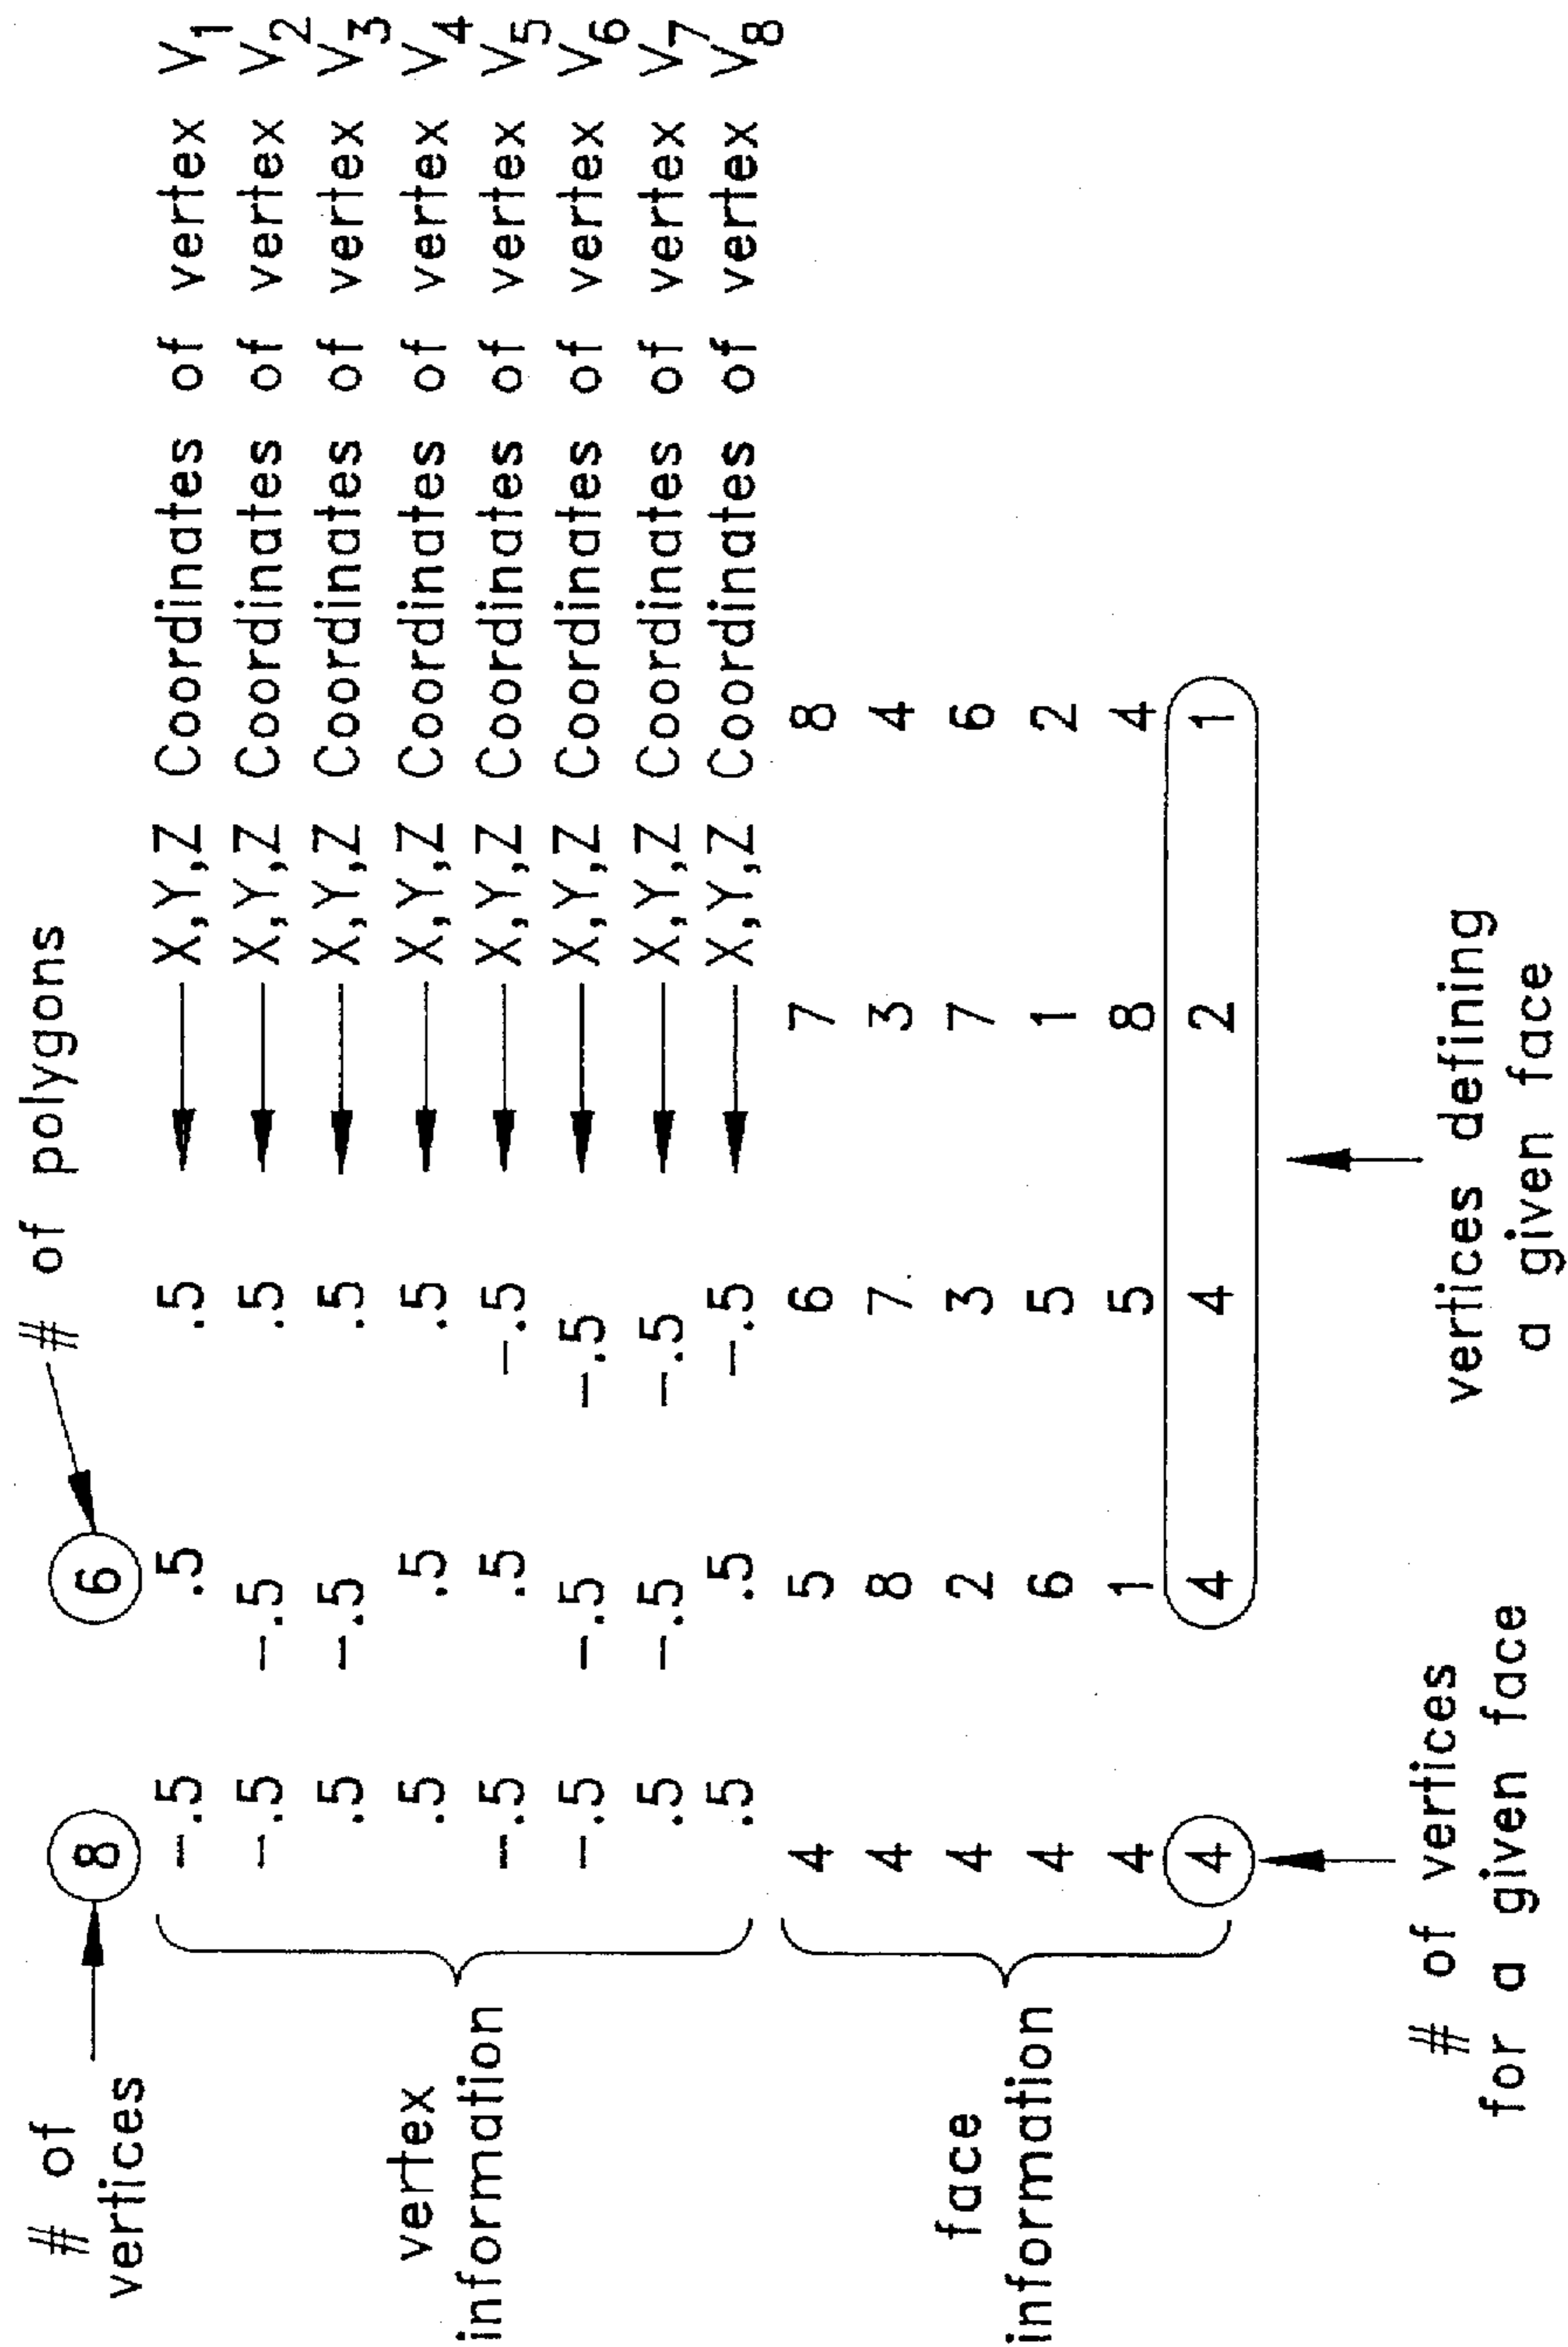 # of
vertices
8 6 # of polygons
-.5 .5 .5 X,Y,Z Coordinates of vertex V1
-.5 -.5 .5 X,Y,Z Coordinates of vertex V2
.5 -.5 .5 X,Y,Z Coordinates of vertex V3
.5 .5 .5 X,Y,Z Coordinates of vertex V4
-.5 .5 -.5 X,Y,Z Coordinates of vertex V5
-.5 -.5 -.5 X,Y,Z Coordinates of vertex V6
.5 -.5 -.5 X,Y,Z Coordinates of vertex V7
.5 .5 -.5 X,Y,Z Coordinates of vertex V8
vertex
information
4 5 6 7 8
4 8 7 3 4
4 2 3 7 6
4 6 5 1 2
4 1 5 8 4
4 4 4 2 1
face
information
# of vertices
for a given face
vertices defining
a given face